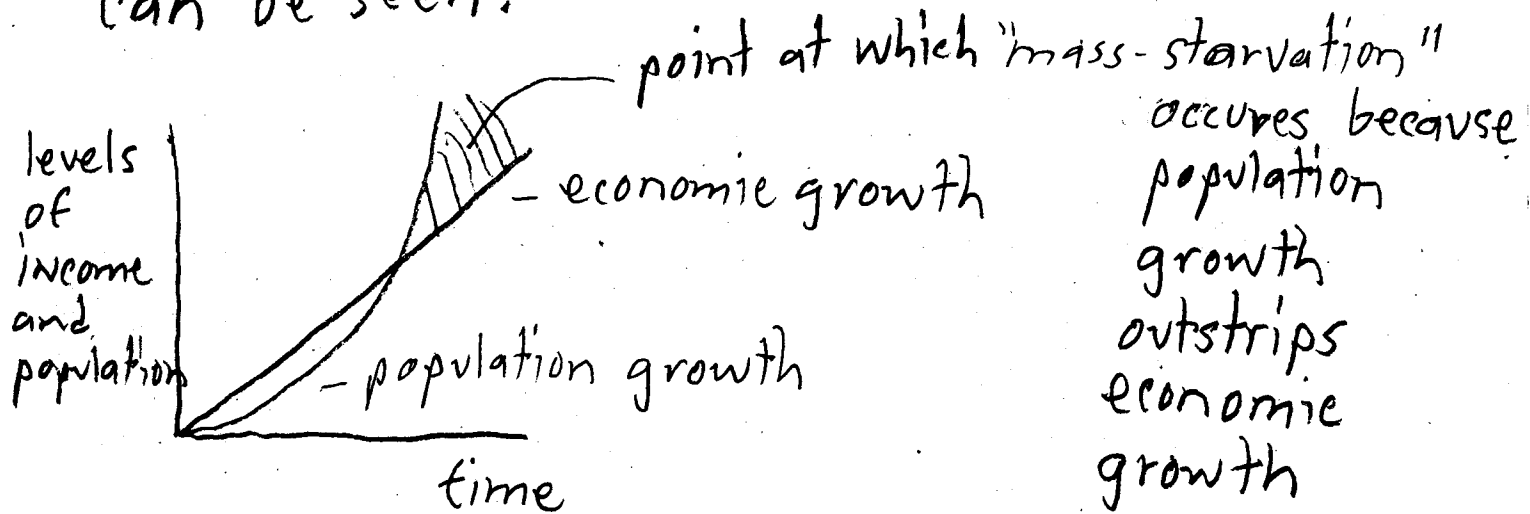 can be seen.
point at which "mass-starvation"
occures because
population
growth
outstrips
economic
growth
levels
of
income
and
population
- economic growth
- population growth
time